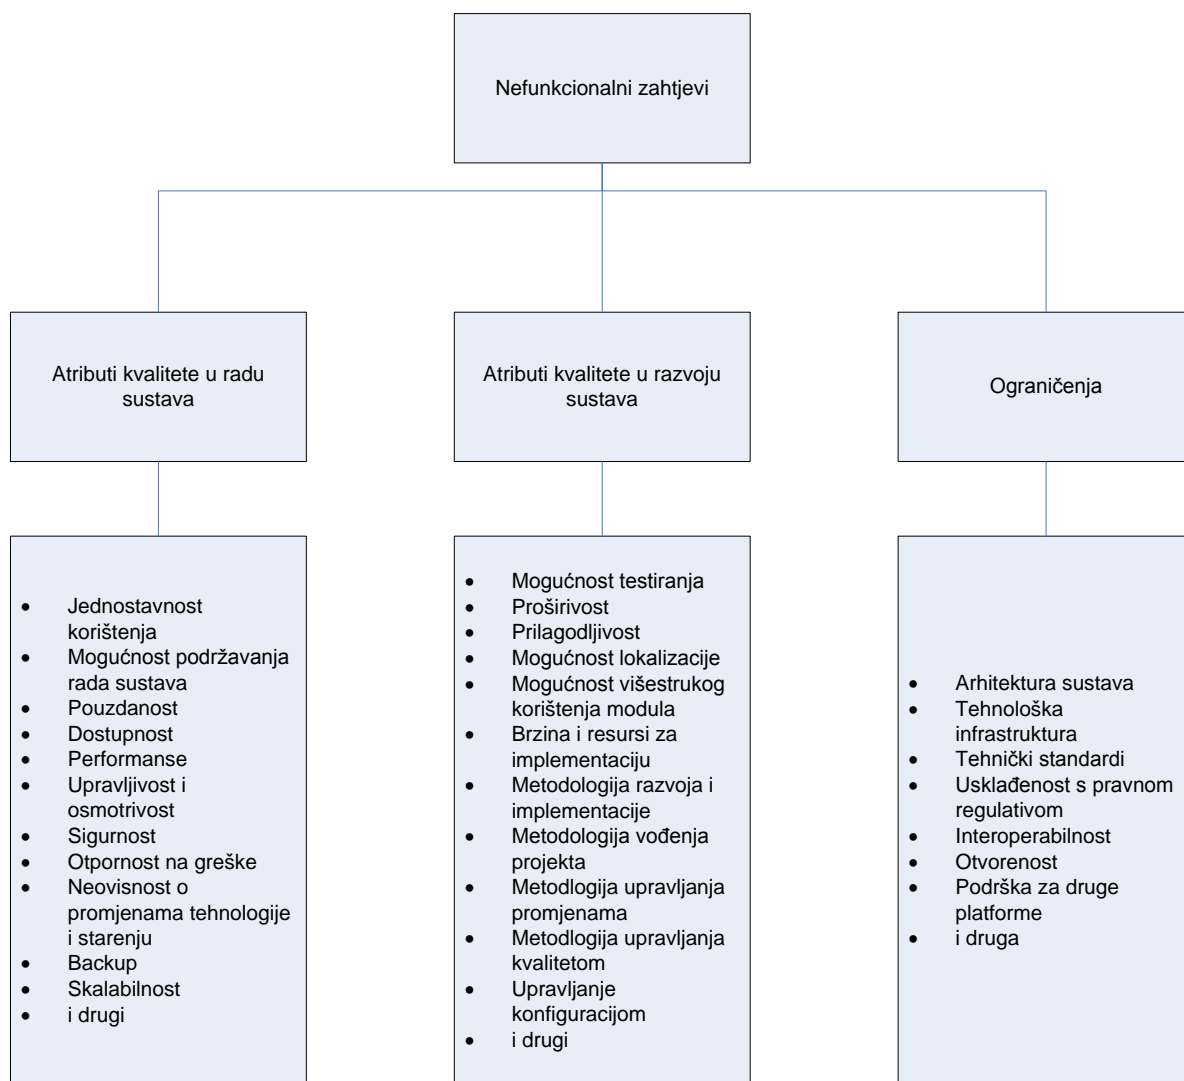 Nefunkcionalni zahtjevi
Atributi kvalitete u radu
sustava
Atributi kvalitete u razvoju
sustava
Ograničenja
• Jednostavnost
korištenja
• Mogućnost podržavanja
rada sustava
• Pouzdanost
• Dostupnost
• Performanse
• Upravljivost i
osmotrivost
• Sigurnost
• Otpornost na greške
• Neovisnost o
promjenama tehnologije
i starenju
• Backup
• Skalabilnost
• i drugi
• Mogućnost testiranja
• Proširivost
• Prilagodljivost
• Mogućnost lokalizacije
• Mogućnost višestrukog
korištenja modula
• Brzina i resursi za
implementaciju
• Metodologija razvoja i
implementacije
• Metodologija vođenja
projekta
• Metodlogija upravljanja
promjenama
• Metodlogija upravljanja
kvalitetom
• Upravljanje
konfiguracijom
• i drugi
• Arhitektura sustava
• Tehnološka
infrastruktura
• Tehnički standardi
• Usklađenost s pravnom
regulativom
• Interoperabilnost
• Otvorenost
• Podrška za druge
platforme
• i druga